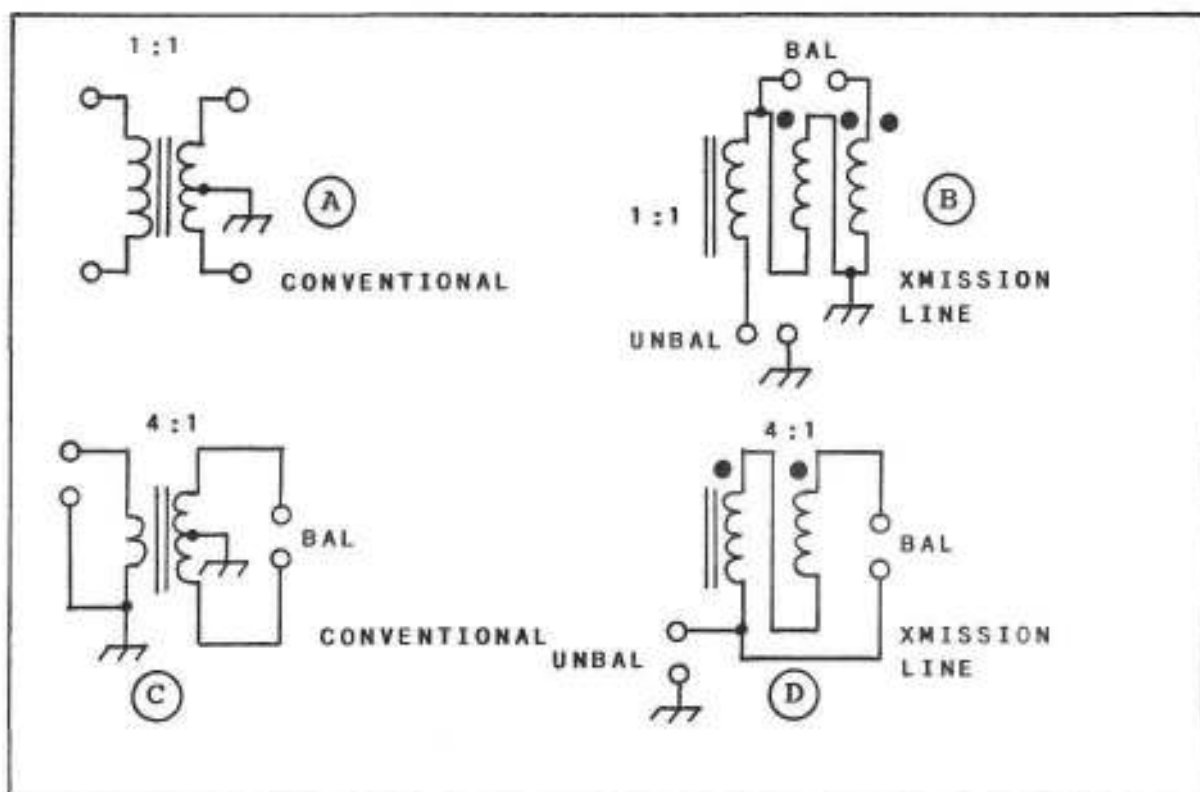 1:1
A
CONVENTIONAL
BAL
1:1
B
XMISSION
LINE
UNBAL
4:1
BAL
CONVENTIONAL
C
4:1
BAL
UNBAL
XMISSION
LINE
D